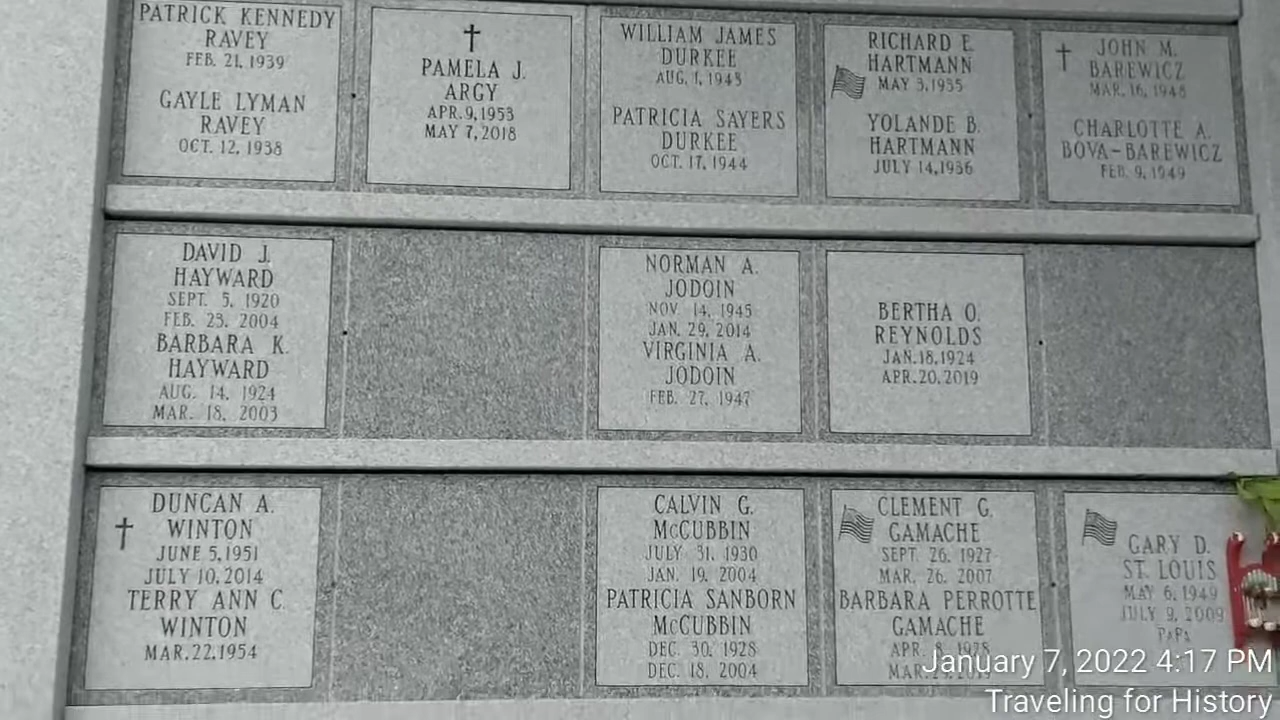 PATRICK KENNEDY
RAVEY
FEB. 21, 1939
GAYLE LYMAN
RAVEY
OCT. 12, 1938
PAMELA J.
ARGY
APR. 9, 1953
MAY 7, 2018
WILLIAM JAMES
DURKEE
AUG. 1, 1943
PATRICIA SAYERS
DURKEE
OCT. 17, 1944
RICHARD E.
HARTMANN
MAY 3, 1935
YOLANDE B.
HARTMANN
JULY 14, 1936
JOHN M.
BAREWICZ
MAR. 16, 1948
CHARLOTTE A.
BOVA-BAREWICZ
FEB. 9, 1949
DAVID J.
HAYWARD
SEPT. 5, 1920
FEB. 23, 2004
BARBARA K.
HAYWARD
AUG. 14, 1924
MAR. 18, 2003
NORMAN A.
JODOIN
NOV 14, 1945
JAN. 29, 2014
VIRGINIA A.
JODOIN
FEB. 27, 1947
BERTHA O.
REYNOLDS
JAN. 18, 1924
APR. 20, 2019
DUNCAN A.
WINTON
JUNE 5, 1951
JULY 10, 2014
TERRY ANN C.
WINTON
MAR. 22, 1954
CALVIN G.
McCUBBIN
JULY 31, 1930
JAN. 19, 2004
PATRICIA SANBORN
McCUBBIN
DEC. 30, 1928
DEC. 18, 2004
CLEMENT G.
GAMACHE
SEPT. 26, 1927
MAR. 26, 2007
BARBARA PERROTTE
GAMACHE
APR.
MAR.
GARY D.
ST. LOUIS
MAY 6, 1949
JULY 9, 2009
PAPA
January 7, 2022 4:17 PM
Traveling for History